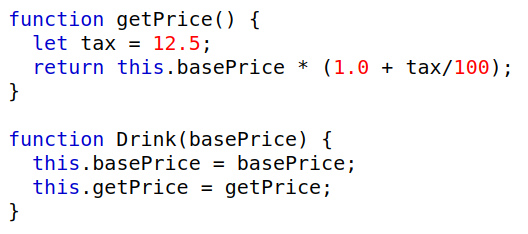 function getPrice() {
  let tax = 12.5;
  return this.basePrice * (1.0 + tax/100);
}

function Drink(basePrice) {
  this.basePrice = basePrice;
  this.getPrice = getPrice;
}